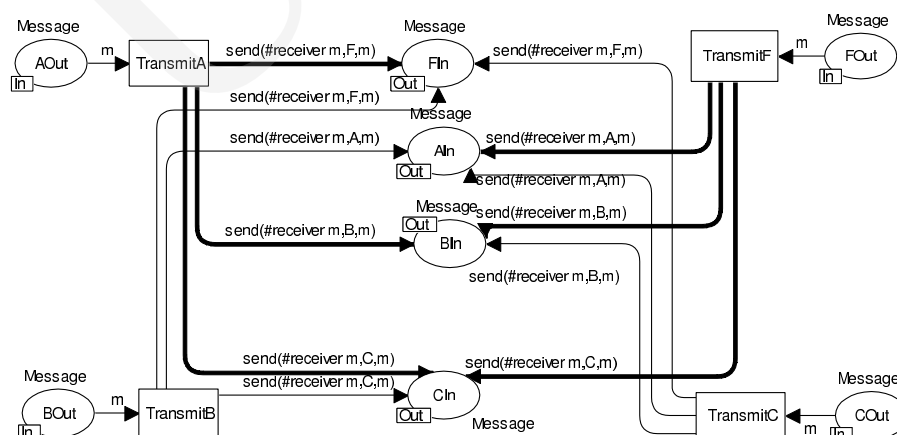 Message
Message
Message
AOut
In
m
TransmitA
send(#receiver m,F,m)
FIn
Out
send(#receiver m,F,m)
TransmitF
m
FOut
In
send(#receiver m,F,m)
Message
send(#receiver m,A,m)
AIn
Out
send(#receiver m,A,m)
send(#receiver m,A,m)
Message
Out
send(#receiver m,B,m)
send(#receiver m,B,m)
BIn
send(#receiver m,B,m)
send(#receiver m,C,m)
send(#receiver m,C,m)
Message
send(#receiver m,C,m)
CIn
Out
Message
Message
BOut
In
m
TransmitB
TransmitC
m
COut
In